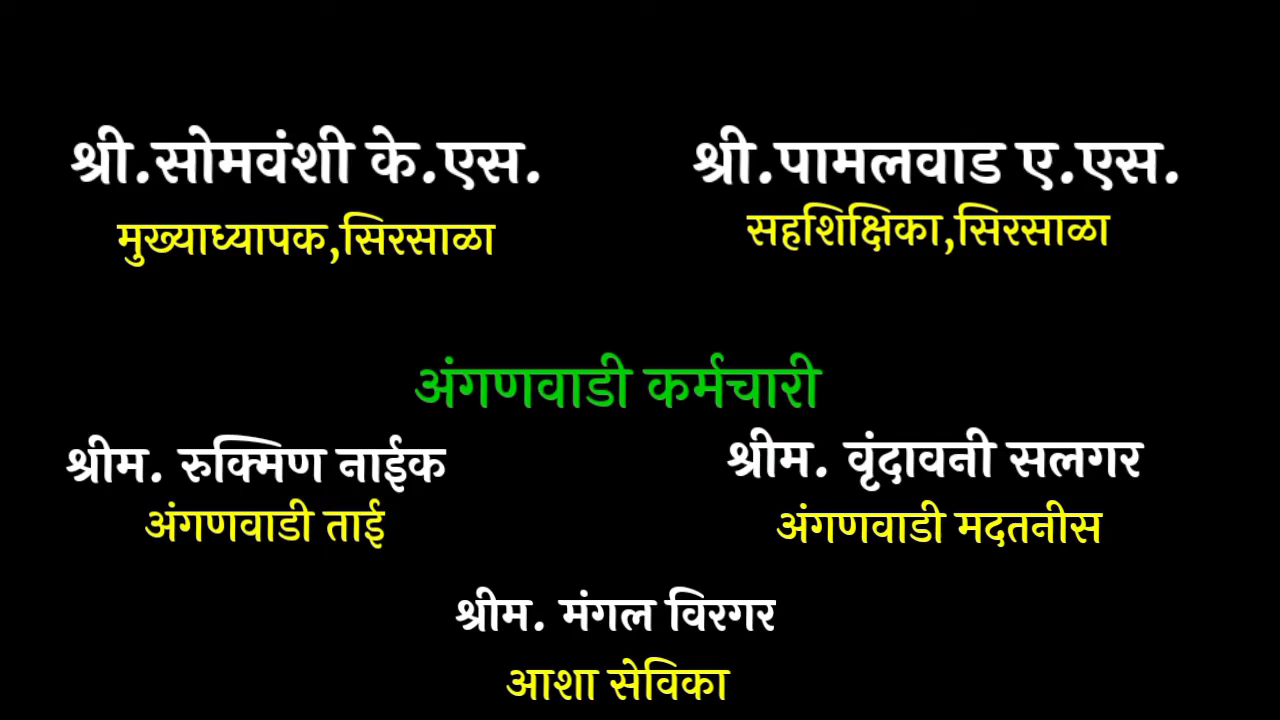 श्री.सोमवंशी के.एस.
मुख्याध्यापक,सिरसाळा
श्री.पामलवाड ए.एस.
सहशिक्षिका,सिरसाळा
अंगणवाडी कर्मचारी
श्रीम. रुक्मिण नाईक
अंगणवाडी ताई
श्रीम. वृंदावनी सलगर
अंगणवाडी मदतनीस
श्रीम. मंगल विरगर
आशा सेविका